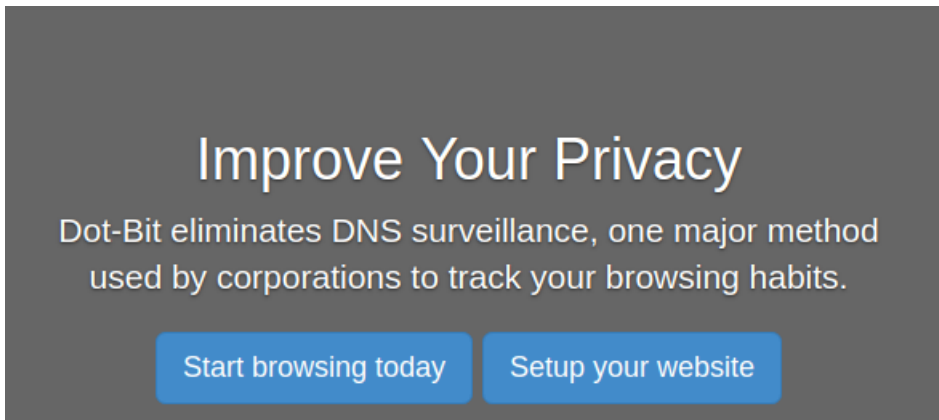 Improve Your Privacy
Dot-Bit eliminates DNS surveillance, one major method
used by corporations to track your browsing habits.
Start browsing today
Setup your website